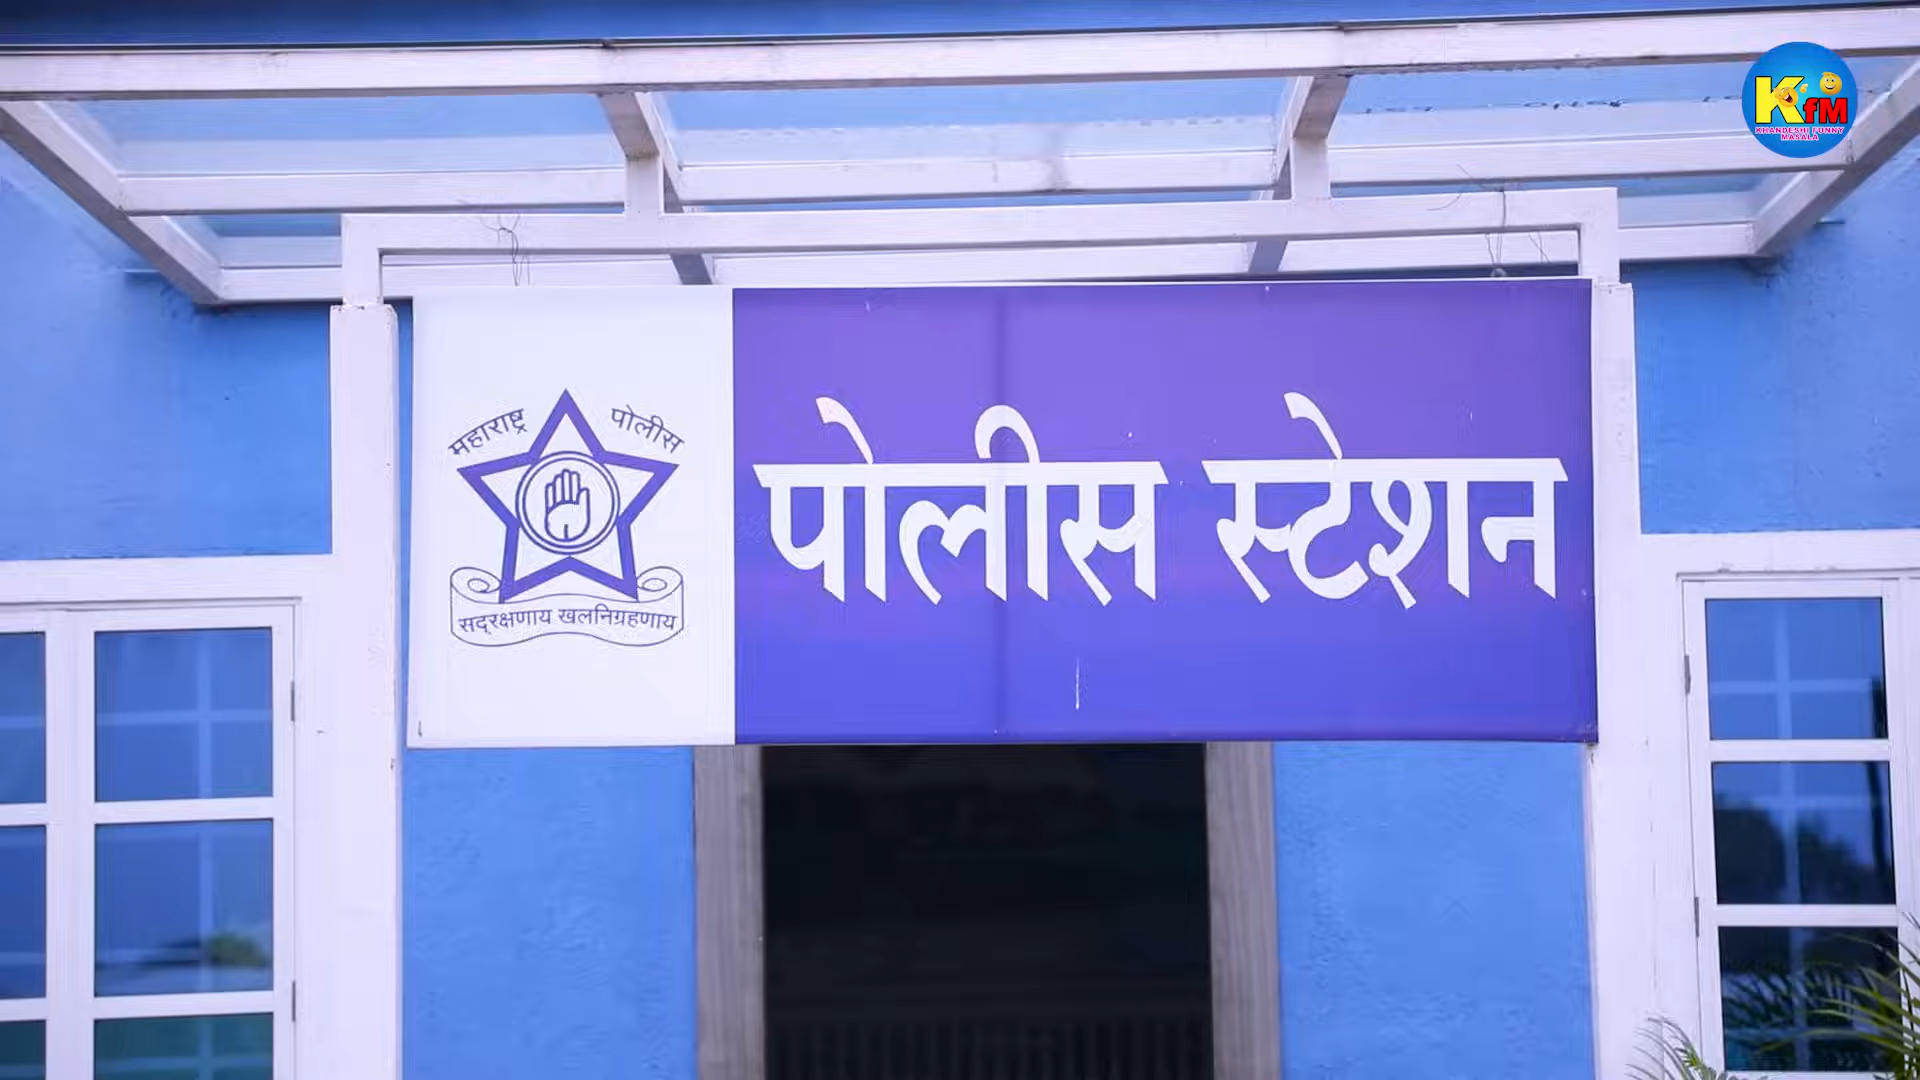 KfM
KHANDESHI FUNNY
MASALA
महाराष्ट्र पोलीस
सद्रक्षणाय खलनिग्रहणाय
पोलीस स्टेशन